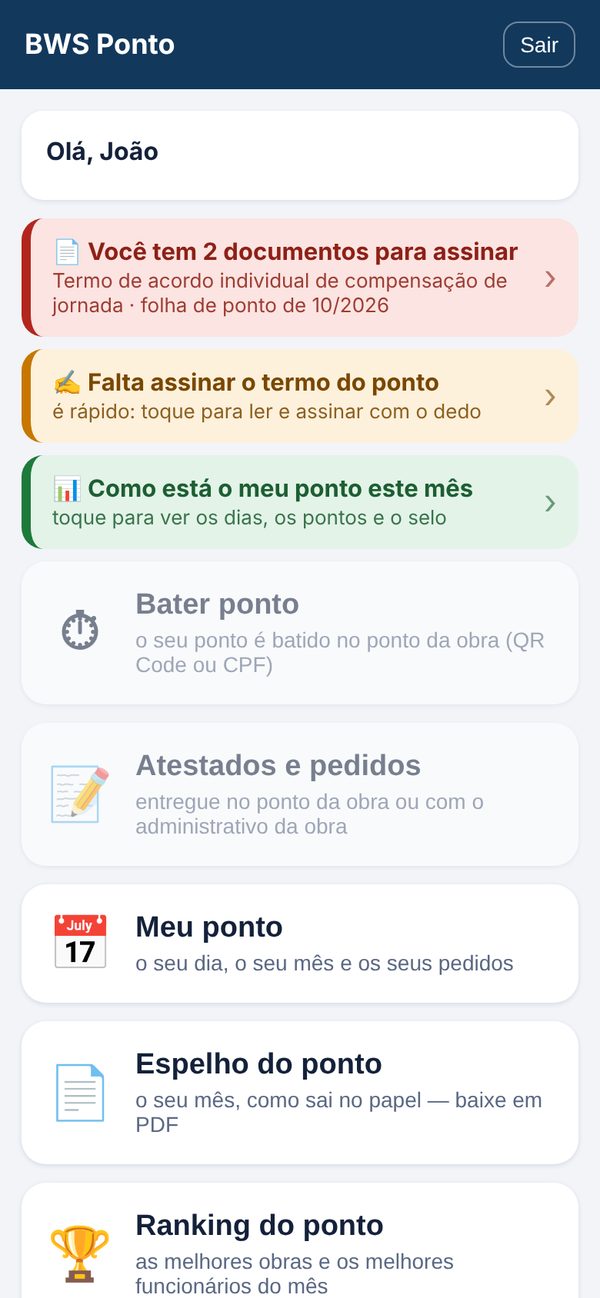 BWS Ponto
Sair
Olá, João
Você tem 2 documentos para assinar
Termo de acordo individual de compensação de
jornada · folha de ponto de 10/2026
Falta assinar o termo do ponto
é rápido: toque para ler e assinar com o dedo
Como está o meu ponto este mês
toque para ver os dias, os pontos e o selo
Bater ponto
o seu ponto é batido no ponto da obra (QR
Code ou CPF)
Atestados e pedidos
entregue no ponto da obra ou com o
administrativo da obra
July
17
Meu ponto
o seu dia, o seu mês e os seus pedidos
Espelho do ponto
o seu mês, como sai no papel — baixe em
PDF
Ranking do ponto
as melhores obras e os melhores
funcionários do mês